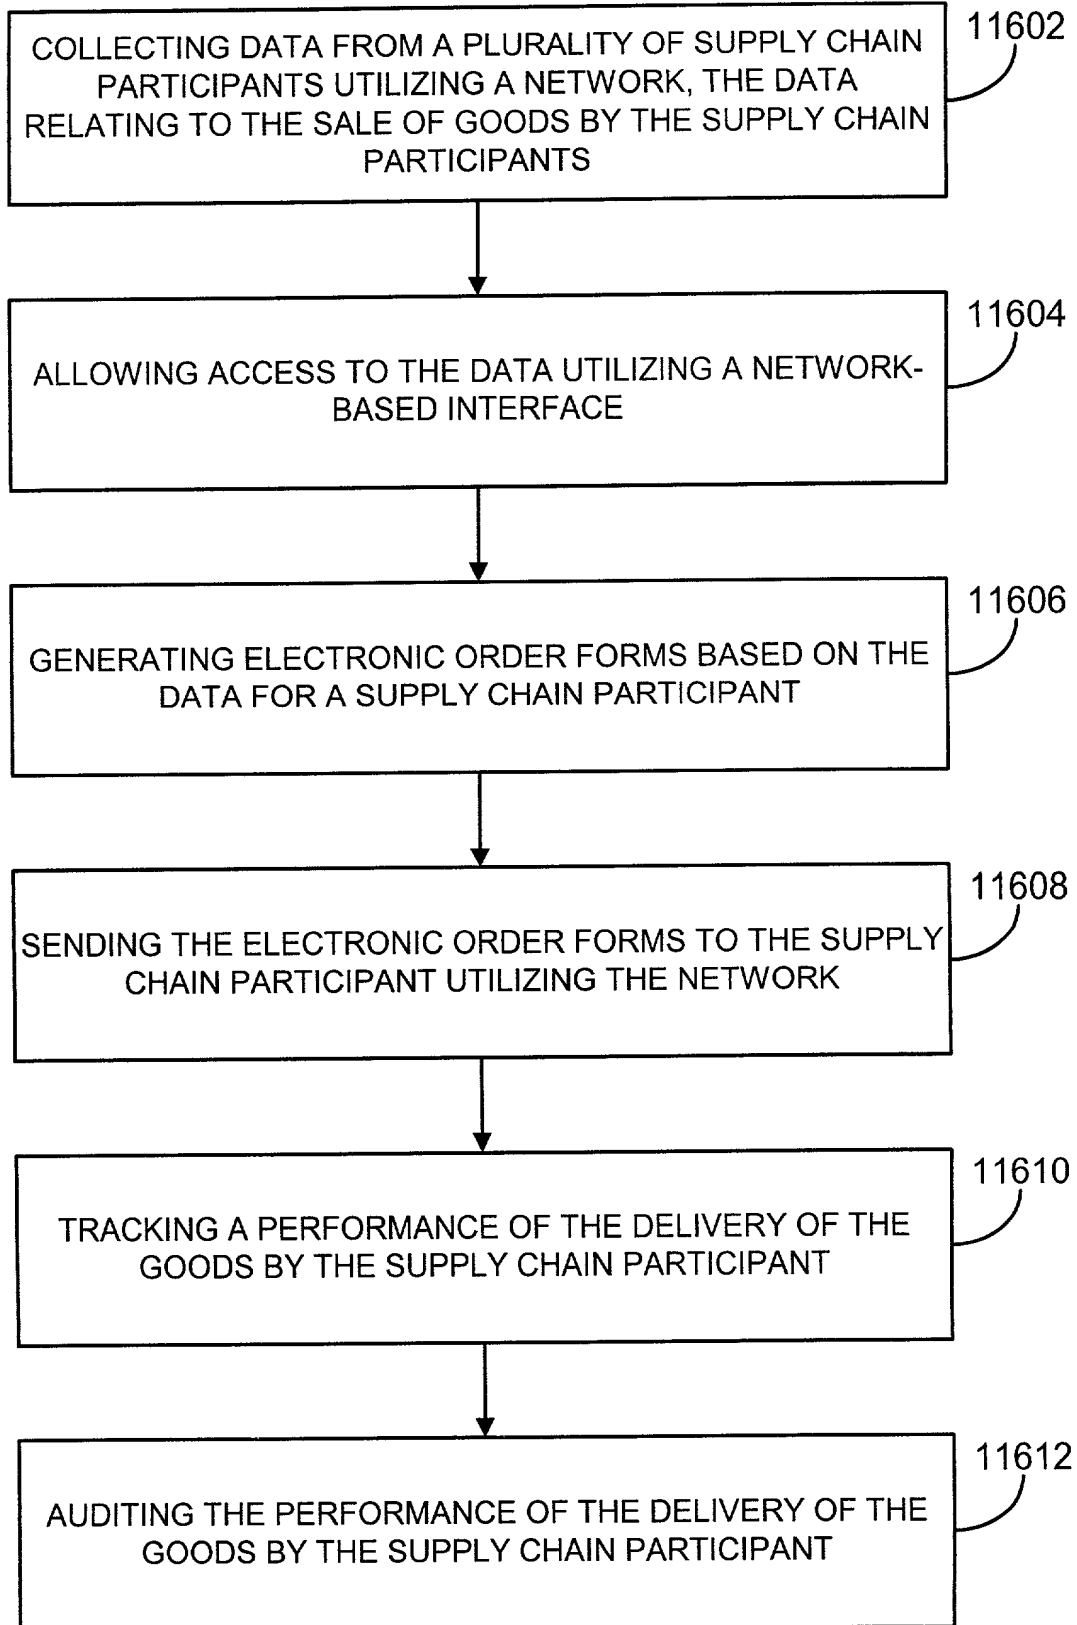 COLLECTING DATA FROM A PLURALITY OF SUPPLY CHAIN
PARTICIPANTS UTILIZING A NETWORK, THE DATA
RELATING TO THE SALE OF GOODS BY THE SUPPLY CHAIN
PARTICIPANTS
11602
ALLOWING ACCESS TO THE DATA UTILIZING A NETWORK-
BASED INTERFACE
11604
GENERATING ELECTRONIC ORDER FORMS BASED ON THE
DATA FOR A SUPPLY CHAIN PARTICIPANT
11606
SENDING THE ELECTRONIC ORDER FORMS TO THE SUPPLY
CHAIN PARTICIPANT UTILIZING THE NETWORK
11608
TRACKING A PERFORMANCE OF THE DELIVERY OF THE
GOODS BY THE SUPPLY CHAIN PARTICIPANT
11610
AUDITING THE PERFORMANCE OF THE DELIVERY OF THE
GOODS BY THE SUPPLY CHAIN PARTICIPANT
11612